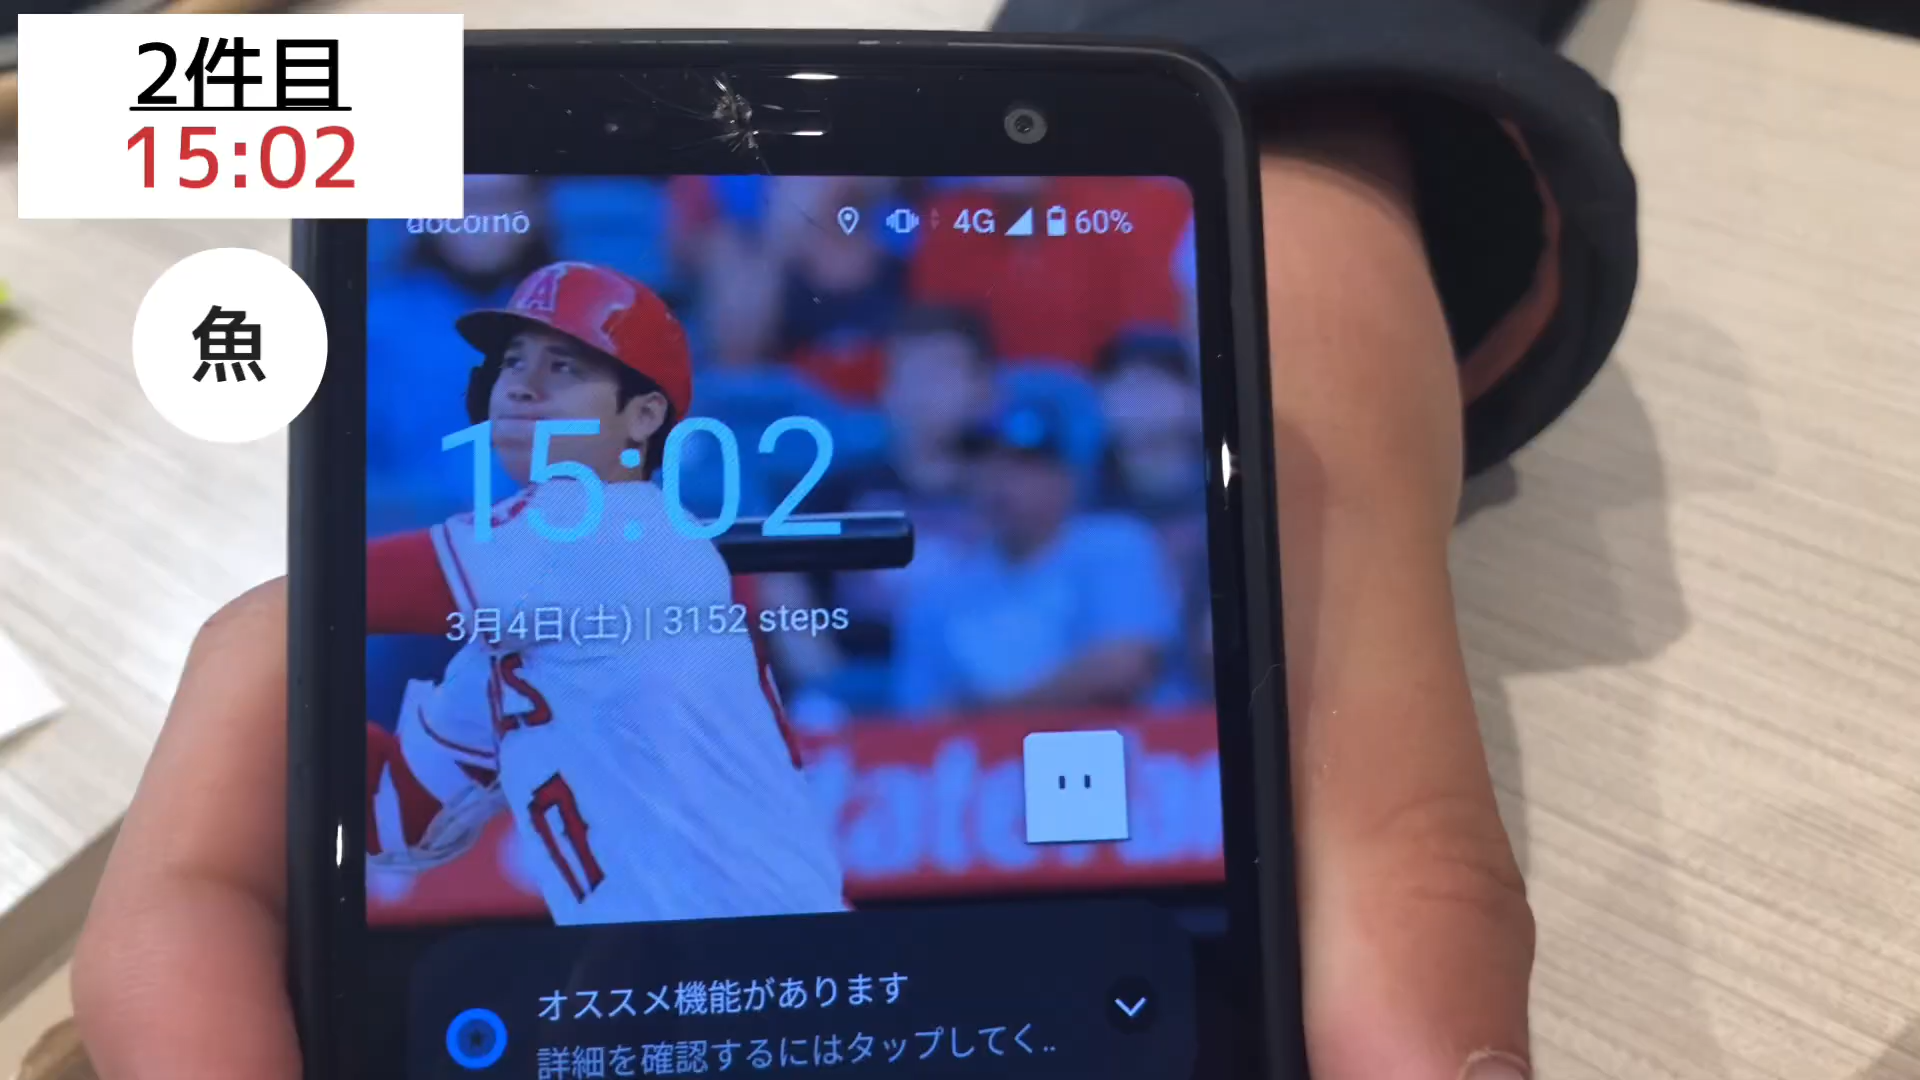 2件目
15:02
魚
docomo
4G 60%
A
15:02
3月4日(土) | 3152 steps
17
オススメ機能があります
詳細を確認するにはタップしてく..